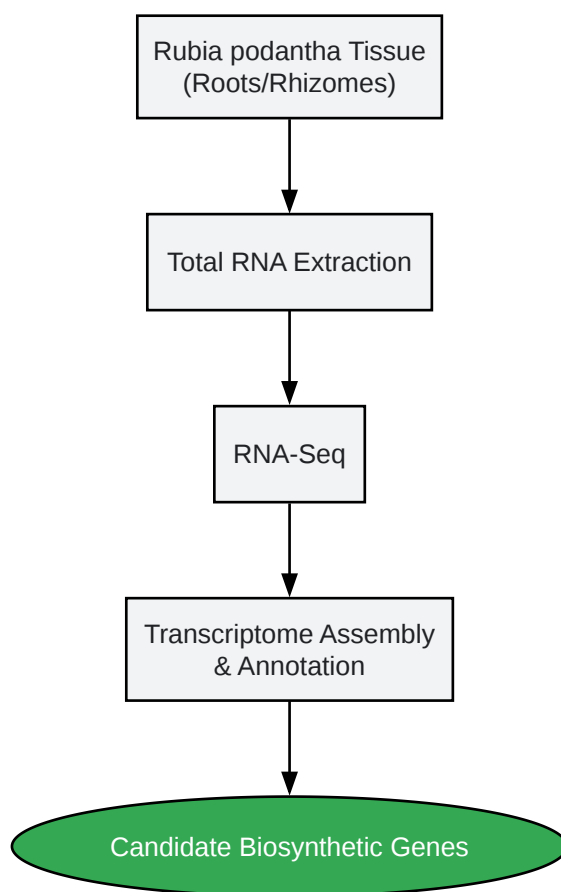 Rubia podantha Tissue
(Roots/Rhizomes)
Total RNA Extraction
RNA-Seq
Transcriptome Assembly
& Annotation
Candidate Biosynthetic Genes